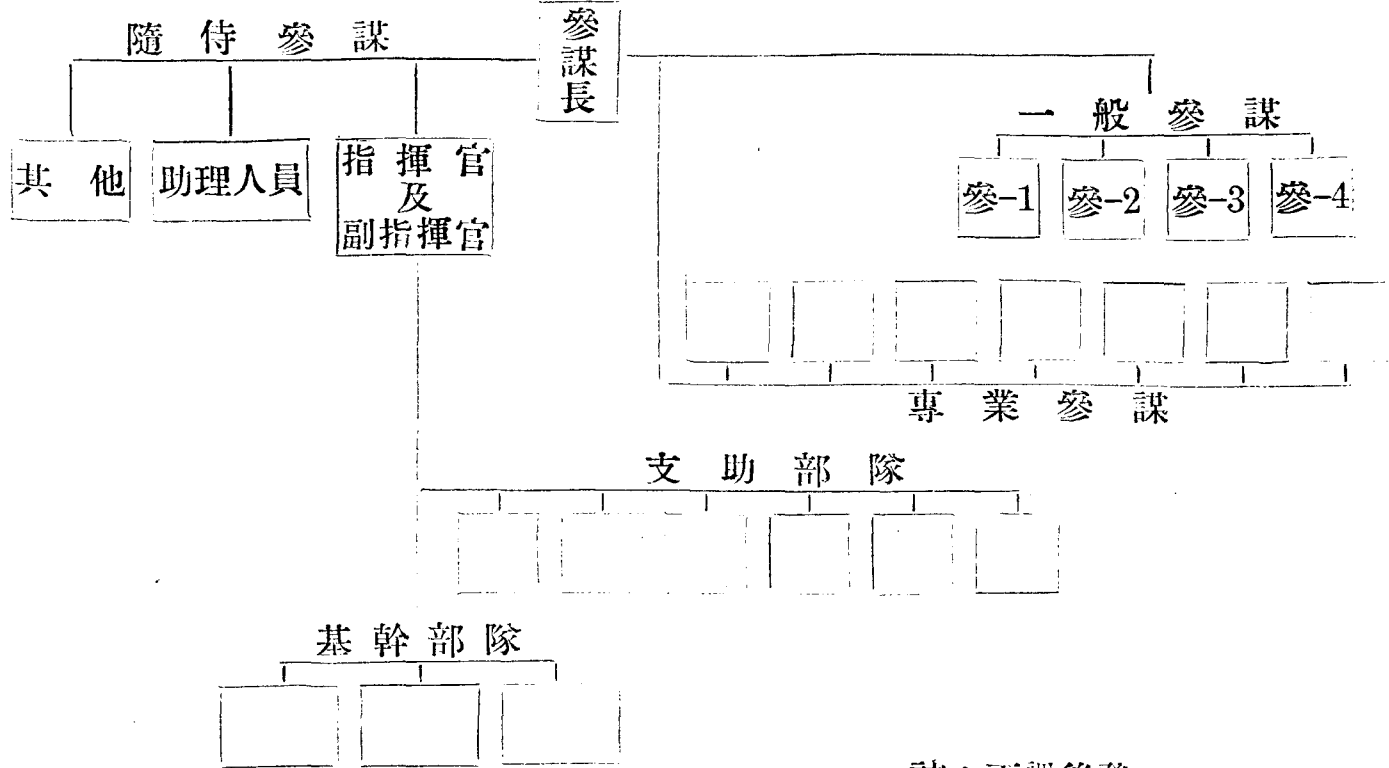 隨侍參謀
參謀長
一般參謀
其他
助理人員
指揮官
及
副指揮官
參-1
參-2
參-3
參-4
專業參謀
支助部隊
基幹部隊